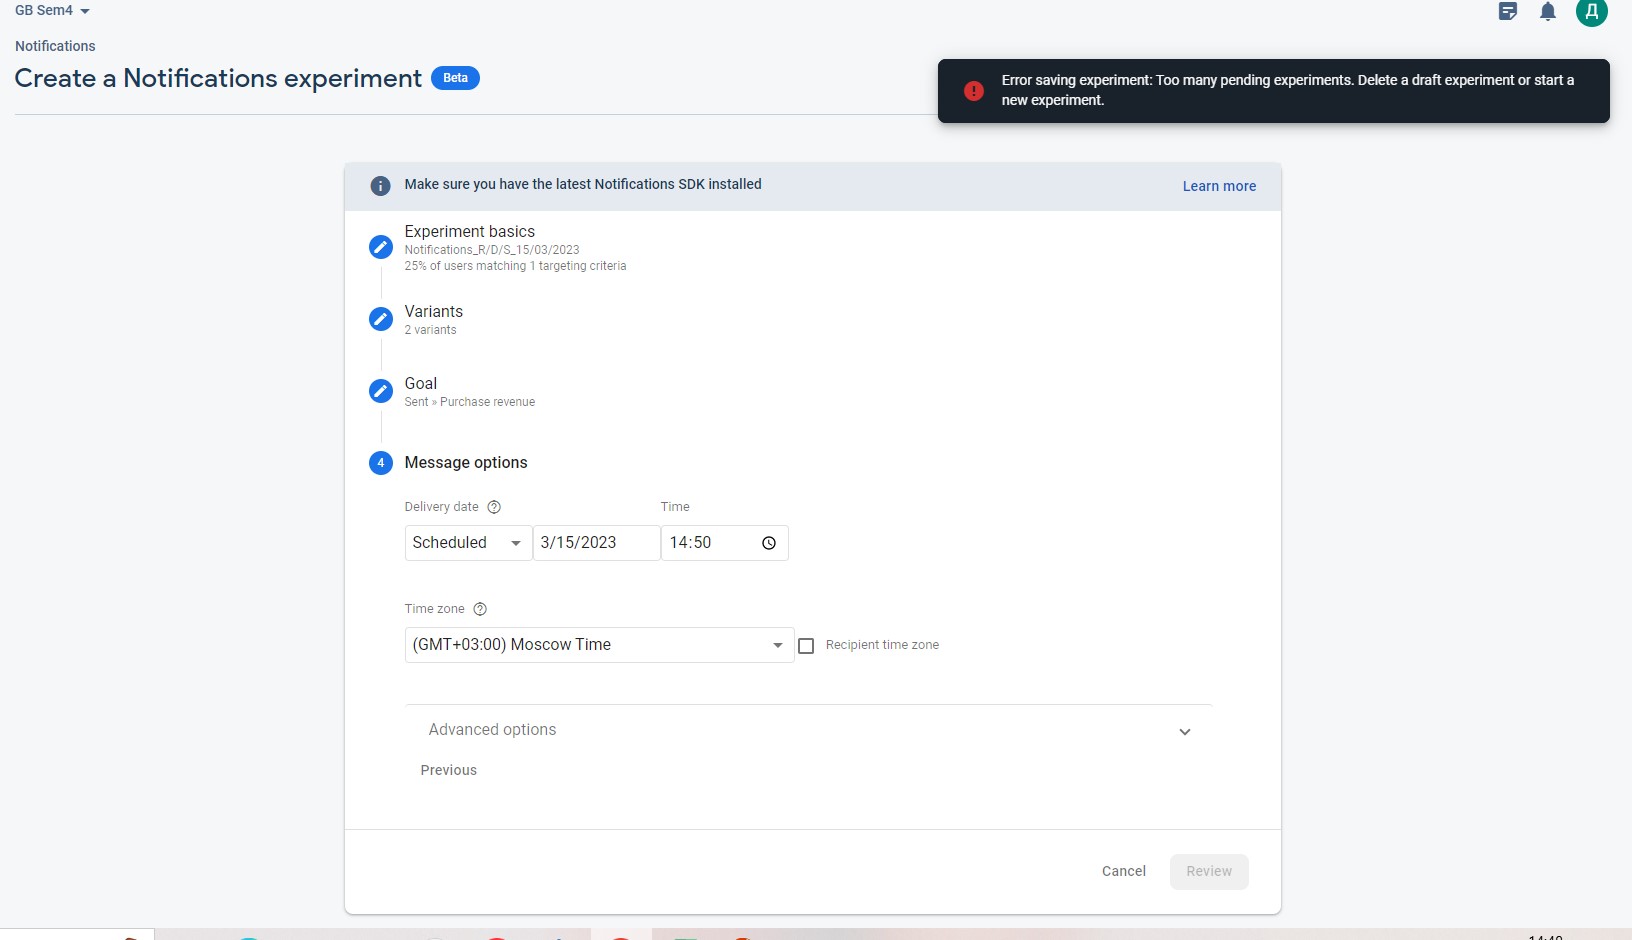 GB Sem4
Д
Notifications
Create a Notifications experiment Beta
Error saving experiment: Too many pending experiments. Delete a draft experiment or start a
new experiment.
Make sure you have the latest Notifications SDK installed
Learn more
Experiment basics
Notifications_R/D/S_15/03/2023
25% of users matching 1 targeting criteria
Variants
2 variants
Goal
Sent » Purchase revenue
4 Message options
Delivery date Time
Scheduled 3/15/2023 14:50
Time zone
(GMT+03:00) Moscow Time Recipient time zone
Advanced options
Previous
Cancel Review